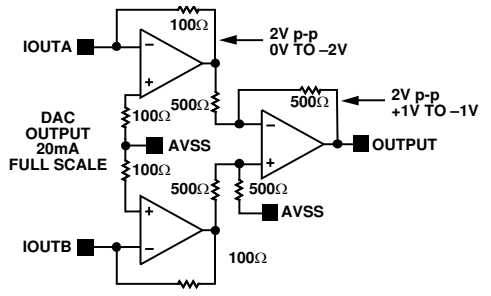 100Ω
IOUTA
2V p-p
0V TO –2V
500Ω
500Ω
2V p-p
+1V TO –1V
100Ω
DAC
OUTPUT
20mA
FULL SCALE
AVSS
OUTPUT
100Ω
500Ω
500Ω
AVSS
IOUTB
100Ω
−
+
−
+
+
−